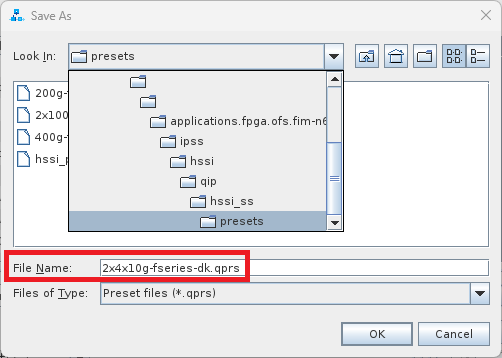 Save As
Look In: presets
200g-
2x100
400g-
hssi_p
applications.fpga.ofs.fim-n6
ipss
hssi
qip
hssi_ss
presets
File Name: 2x4x10g-fseries-dk.qprs
Files of Type: Preset files (*.qprs)
OK Cancel